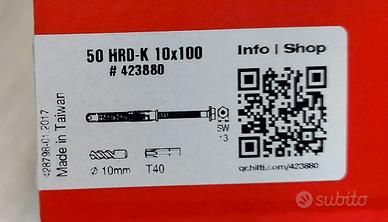 50 HRD-K 10x100
# 423880
Info | Shop
428796-01.2017
Made in Taiwan
SW
13
Ø 10mm
T40
qr.hilti.com/423880
subito